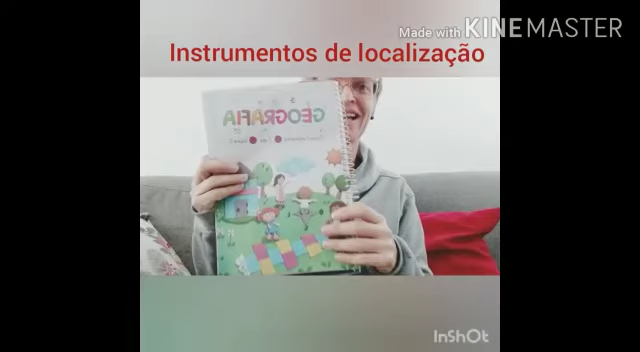 Made with KINEMASTER
Instrumentos de localização
GEOGRAFIA
InShOt